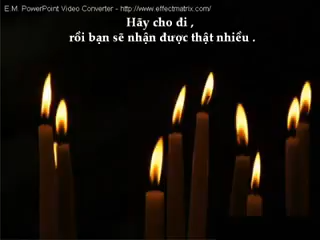 E.M. PowerPoint Video Converter - http://www.effectmatrix.com/
Hãy cho đi ,
rồi bạn sẽ nhận được thật nhiều .